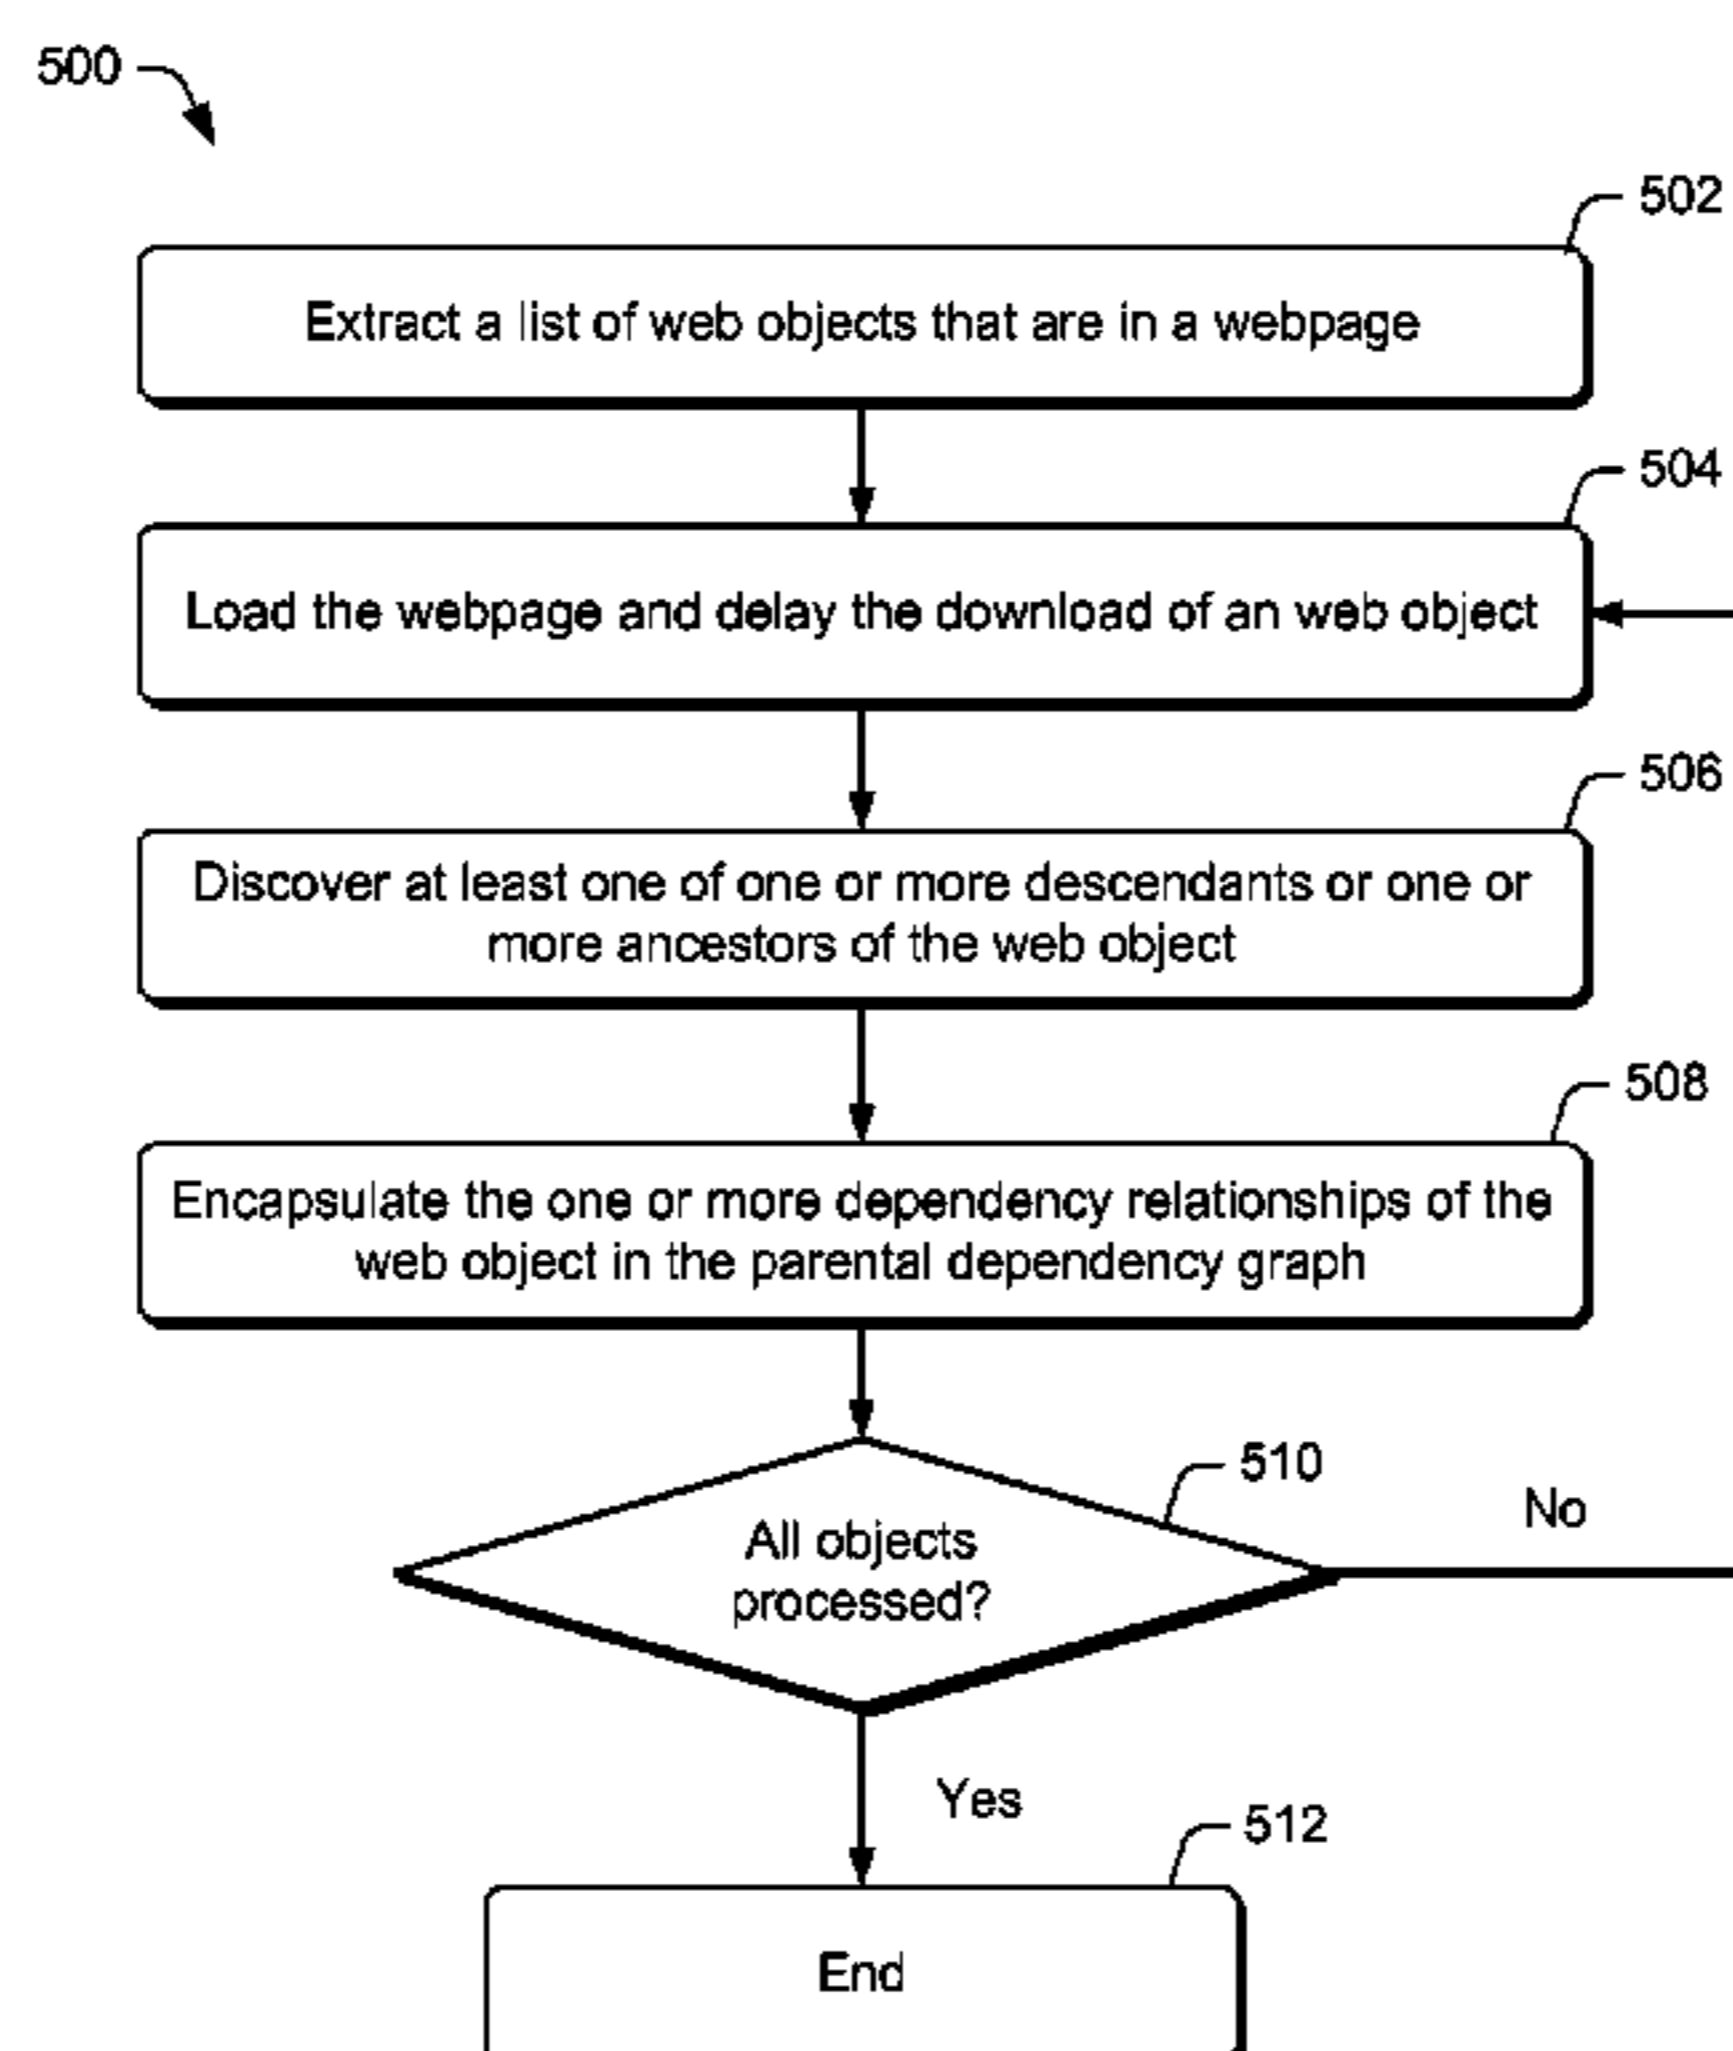 500
502
Extract a list of web objects that are in a webpage
504
Load the webpage and delay the download of an web object
506
Discover at least one of one or more descendants or one or
more ancestors of the web object
508
Encapsulate the one or more dependency relationships of the
web object in the parental dependency graph
510
All objects
processed?
No
Yes
512
End